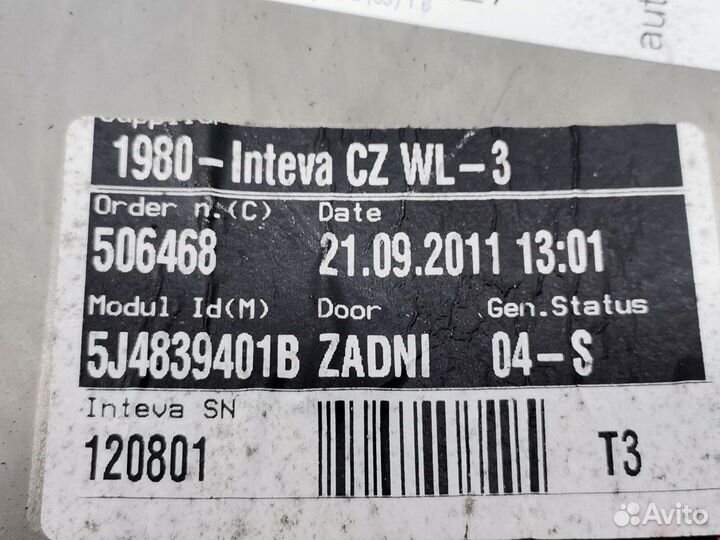 aut
1980-Inteva CZ WL-3
Order n.(C) Date
506468 21.09.2011 13:01
Modul Id(M) Door Gen.Status
5J4839401B ZADNI 04-S
Inteva SN
120801 T3
Avito